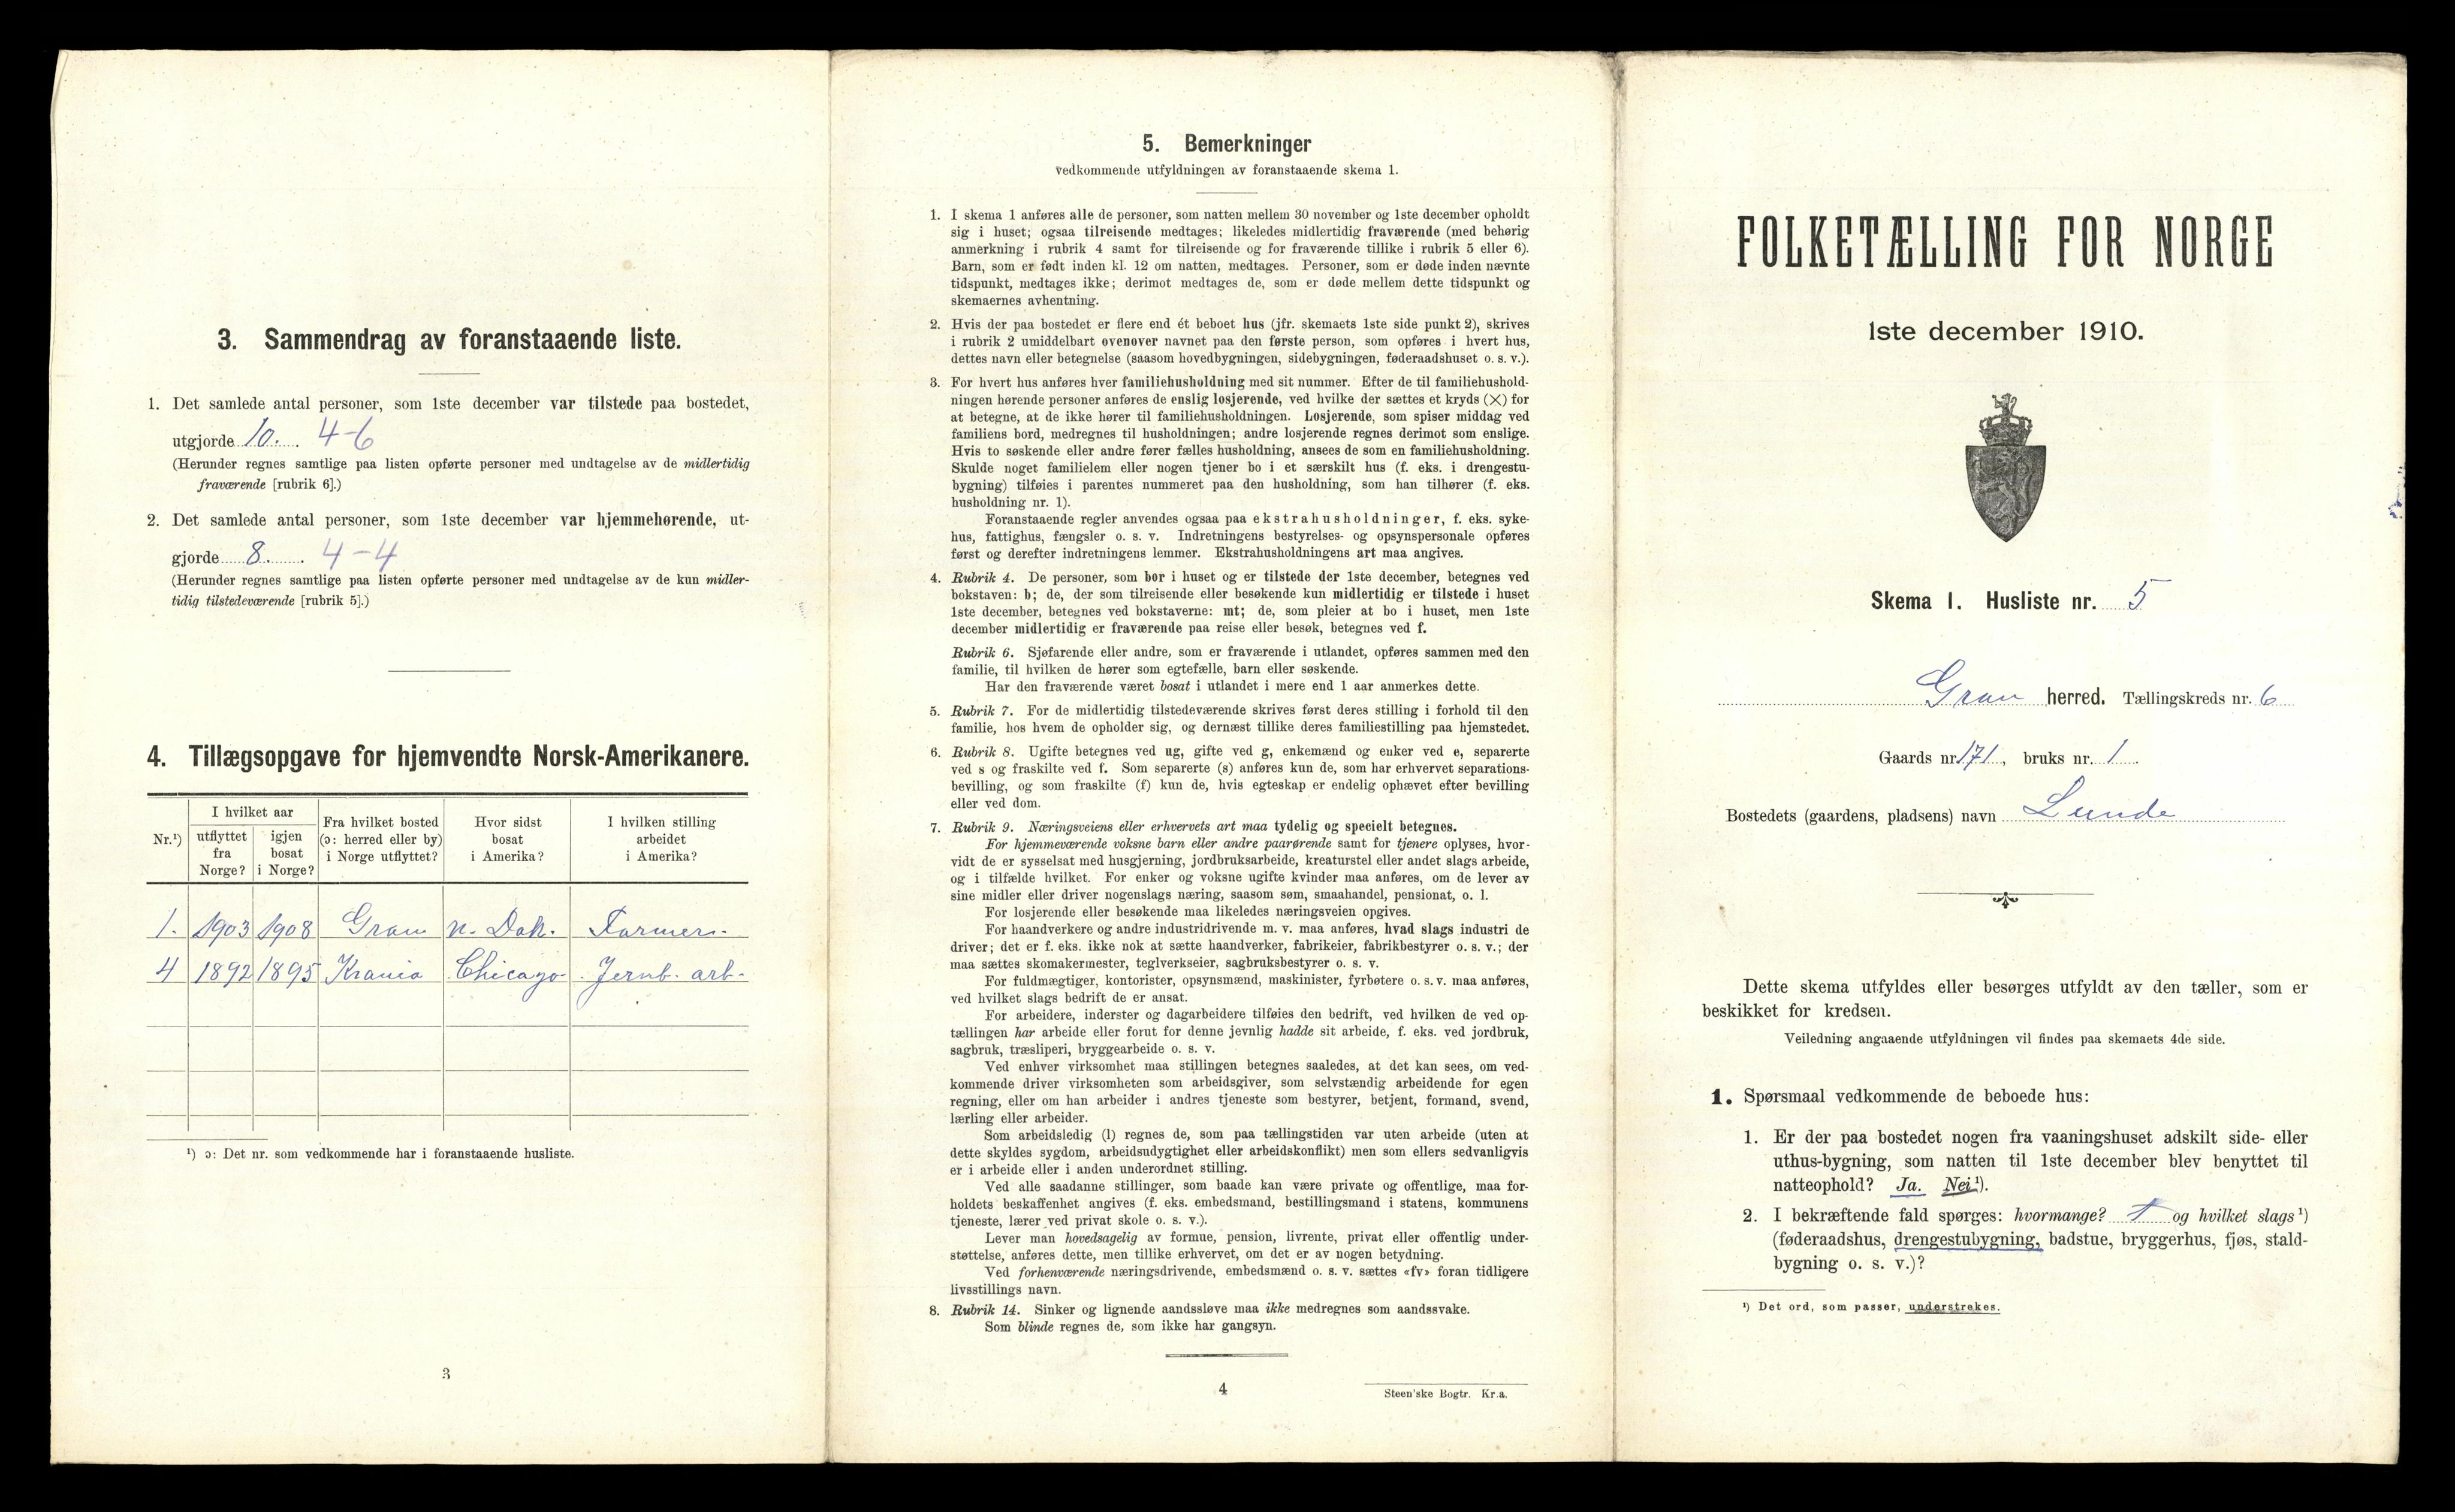 3. Sammendrag av foranstaaende liste.
1. Det samlede antal personer, som 1ste december var tilstede paa bostedet,
utgjorde 10. 4-6
(Herunder regnes samtlige paa listen opførte personer med undtagelse av de midlertidig
fraværende [rubrik 6].)
2. Det samlede antal personer, som 1ste december var hjemmehørende, ut-
gjorde 8. 4-4
(Herunder regnes samtlige paa listen opførte personer med undtagelse av de kun midler-
tidig tilstedeværende [rubrik 5].)
4. Tillægsopgave for hjemvendte Norsk-Amerikanere.
Nr.¹) I hvilket aar utflyttet fra Norge? igjen bosat i Norge? Fra hvilket bosted (ɔ: herred eller by) i Norge utflyttet? Hvor sidst bosat i Amerika? I hvilken stilling arbeidet i Amerika?
1. 1903 1908 Gran n. Dak. Farmer.
4 1892 1895 Krania Chicago Jernb. arb.
¹) ɔ: Det nr. som vedkommende har i foranstaaende husliste.
3
5. Bemerkninger
vedkommende utfyldningen av foranstaaende skema 1.
1. I skema 1 anføres alle de personer, som natten mellem 30 november og 1ste december opholdt
sig i huset; ogsaa tilreisende medtages; likeledes midlertidig fraværende (med behørig
anmerkning i rubrik 4 samt for tilreisende og for fraværende tillike i rubrik 5 eller 6).
Barn, som er født inden kl. 12 om natten, medtages. Personer, som er døde inden nævnte
tidspunkt, medtages ikke; derimot medtages de, som er døde mellem dette tidspunkt og
skemaernes avhentning.
2. Hvis der paa bostedet er flere end ét beboet hus (jfr. skemaets 1ste side punkt 2), skrives
i rubrik 2 umiddelbart ovenover navnet paa den første person, som opføres i hvert hus,
dettes navn eller betegnelse (saasom hovedbygningen, sidebygningen, føderaadshuset o. s. v.).
3. For hvert hus anføres hver familiehusholdning med sit nummer. Efter de til familiehushold-
ningen hørende personer anføres de enslig losjerende, ved hvilke der sættes et kryds (×) for
at betegne, at de ikke hører til familiehusholdningen. Losjerende, som spiser middag ved
familiens bord, medregnes til husholdningen; andre losjerende regnes derimot som enslige.
Hvis to søskende eller andre fører fælles husholdning, ansees de som en familiehusholdning.
Skulde noget familielem eller nogen tjener bo i et særskilt hus (f. eks. i drengestu-
bygning) tilføies i parentes nummeret paa den husholdning, som han tilhører (f. eks.
husholdning nr. 1).
Foranstaaende regler anvendes ogsaa paa ekstrahusholdninger, f. eks. syke-
hus, fattighus, fængsler o. s. v. Indretningens bestyrelses- og opsynspersonale opføres
først og derefter indretningens lemmer. Ekstrahusholdningens art maa angives.
4. Rubrik 4. De personer, som bor i huset og er tilstede der 1ste december, betegnes ved
bokstaven: b; de, der som tilreisende eller besøkende kun midlertidig er tilstede i huset
1ste december, betegnes ved bokstaverne: mt; de, som pleier at bo i huset, men 1ste
december midlertidig er fraværende paa reise eller besøk, betegnes ved f.
Rubrik 6. Sjøfarende eller andre, som er fraværende i utlandet, opføres sammen med den
familie, til hvilken de hører som egtefælle, barn eller søskende.
Har den fraværende været bosat i utlandet i mere end 1 aar anmerkes dette.
5. Rubrik 7. For de midlertidig tilstedeværende skrives først deres stilling i forhold til den
familie, hos hvem de opholder sig, og dernæst tillike deres familiestilling paa hjemstedet.
6. Rubrik 8. Ugifte betegnes ved ug, gifte ved g, enkemænd og enker ved e, separerte
ved s og fraskilte ved f. Som separerte (s) anføres kun de, som har erhvervet separations-
bevilling, og som fraskilte (f) kun de, hvis egteskap er endelig ophævet efter bevilling
eller ved dom.
7. Rubrik 9. Næringsveiens eller erhvervets art maa tydelig og specielt betegnes.
For hjemmeværende voksne barn eller andre paarørende samt for tjenere oplyses, hvor-
vidt de er sysselsat med husgjerning, jordbruksarbeide, kreaturstel eller andet slags arbeide,
og i tilfælde hvilket. For enker og voksne ugifte kvinder maa anføres, om de lever av
sine midler eller driver nogenslags næring, saasom søm, smaahandel, pensionat, o. l.
For losjerende eller besøkende maa likeledes næringsveien opgives.
For haandverkere og andre industridrivende m. v. maa anføres, hvad slags industri de
driver; det er f. eks. ikke nok at sætte haandverker, fabrikeier, fabrikbestyrer o. s. v.; der
maa sættes skomakermester, teglverkseier, sagbruksbestyrer o. s. v.
For fuldmægtiger, kontorister, opsynsmænd, maskinister, fyrbøtere o. s. v. maa anføres,
ved hvilket slags bedrift de er ansat.
For arbeidere, inderster og dagarbeidere tilføies den bedrift, ved hvilken de ved op-
tællingen har arbeide eller forut for denne jevnlig hadde sit arbeide, f. eks. ved jordbruk,
sagbruk, træsliperi, bryggearbeide o. s. v.
Ved enhver virksomhet maa stillingen betegnes saaledes, at det kan sees, om ved-
kommende driver virksomheten som arbeidsgiver, som selvstændig arbeidende for egen
regning, eller om han arbeider i andres tjeneste som bestyrer, betjent, formand, svend,
lærling eller arbeider.
Som arbeidsledig (l) regnes de, som paa tællingstiden var uten arbeide (uten at
dette skyldes sygdom, arbeidsudygtighet eller arbeidskonflikt) men som ellers sedvanligvis
er i arbeide eller i anden underordnet stilling.
Ved alle saadanne stillinger, som baade kan være private og offentlige, maa for-
holdets beskaffenhet angives (f. eks. embedsmand, bestillingsmand i statens, kommunens
tjeneste, lærer ved privat skole o. s. v.).
Lever man hovedsagelig av formue, pension, livrente, privat eller offentlig under-
støttelse, anføres dette, men tillike erhvervet, om det er av nogen betydning.
Ved forhenværende næringsdrivende, embedsmænd o. s. v. sættes «fv» foran tidligere
livsstillings navn.
8. Rubrik 14. Sinker og lignende aandssløve maa ikke medregnes som aandssvake.
Som blinde regnes de, som ikke har gangsyn.
4
Steen'ske Bogtr. Kr.a.
FOLKETÆLLING FOR NORGE
1ste december 1910.
Skema 1. Husliste nr. 5
Gran herred. Tællingskreds nr. 6
Gaards nr. 171, bruks nr. 1.
Bostedets (gaardens, pladsens) navn Lunde
Dette skema utfyldes eller besørges utfyldt av den tæller, som er
beskikket for kredsen.
Veiledning angaaende utfyldningen vil findes paa skemaets 4de side.
1. Spørsmaal vedkommende de beboede hus:
1. Er der paa bostedet nogen fra vaaningshuset adskilt side- eller
uthus-bygning, som natten til 1ste december blev benyttet til
natteophold? Ja. Nei¹).
2. I bekræftende fald spørges: hvormange? og hvilket slags¹)
(føderaadshus, drengestubygning, badstue, bryggerhus, fjøs, stald-
bygning o. s. v.)?
¹) Det ord, som passer, understrekes.